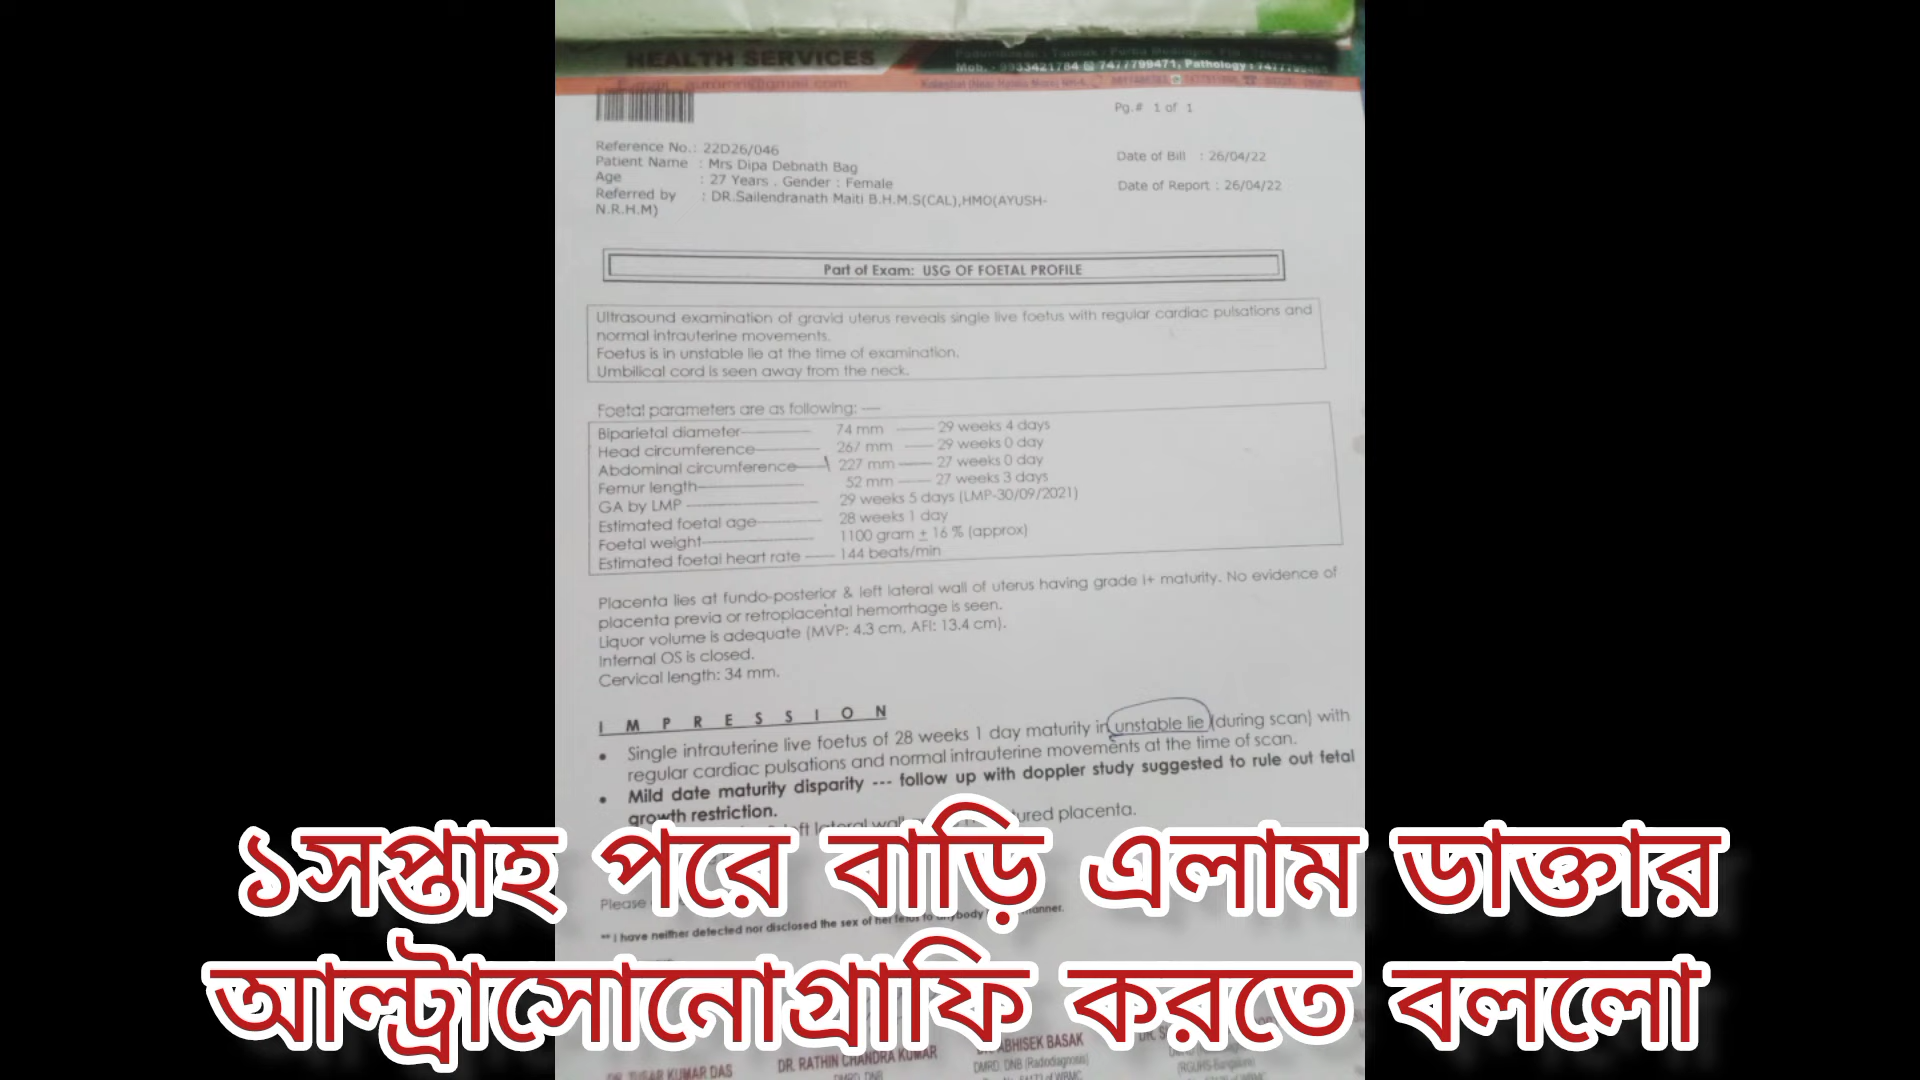 HEALTH SERVICES
Mob. - 9333421784 7477799471, Pathology :
Pg.# 1 of 1
Reference No.: 22D26/046
Patient Name : Mrs Dipa Debnath Bag
Age : 27 Years . Gender : Female
Referred by : DR.Sailendranath Maiti B.H.M.S(CAL),HMO(AYUSH-
N.R.H.M)
Date of Bill : 26/04/22
Date of Report : 26/04/22
Part of Exam: USG OF FOETAL PROFILE
Ultrasound examination of gravid uterus reveals single live foetus with regular cardiac pulsations and
normal intrauterine movements.
Foetus is in unstable lie at the time of examination.
Umbilical cord is seen away from the neck.
Foetal parameters are as following: —
Biparietal diameter 74 mm 29 weeks 4 days
Head circumference 267 mm 29 weeks 0 day
Abdominal circumference 227 mm 27 weeks 0 day
Femur length 52 mm 27 weeks 3 days
GA by LMP 29 weeks 5 days (LMP-30/09/2021)
Estimated foetal age 28 weeks 1 day
Foetal weight 1100 gram ± 16 % (approx)
Estimated foetal heart rate 144 beats/min
Placenta lies at fundo-posterior & left lateral wall of uterus having grade I+ maturity. No evidence of
placenta previa or retroplacental hemorrhage is seen.
Liquor volume is adequate (MVP: 4.3 cm, AFI: 13.4 cm).
Internal OS is closed.
Cervical length: 34 mm.
IMPRESSION
• Single intrauterine live foetus of 28 weeks 1 day maturity in unstable lie (during scan) with
regular cardiac pulsations and normal intrauterine movements at the time of scan.
• Mild date maturity disparity --- follow up with doppler study suggested to rule out fetal
growth restriction.
lateral wall placenta.
১সপ্তাহ পরে বাড়ি এলাম ডাক্তার
Please
** I have neither detected nor disclosed the sex of her fetus to anybody manner.
আল্ট্রাসোনোগ্রাফি করতে বললো
KUMAR DAS
DR. RATHIN CHANDRA KUMAR
DMRD, DNB
ABHISEK BASAK
DMRD, DNB (Radiodiagnosis)
(RGUHS Bangalore)